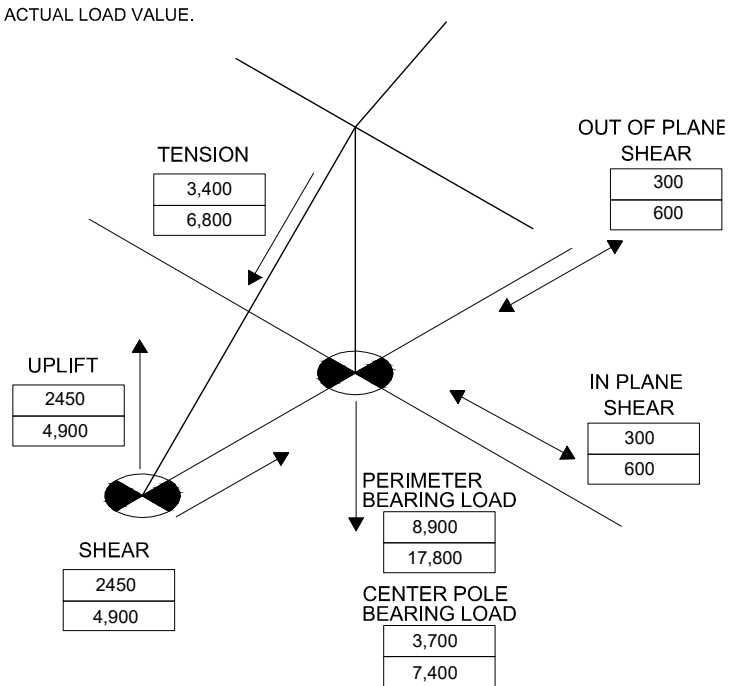 ACTUAL LOAD VALUE.
OUT OF PLANE
SHEAR
300
600
TENSION
3,400
6,800
UPLIFT
2450
4,900
IN PLANE
SHEAR
300
600
PERIMETER
BEARING LOAD
8,900
17,800
SHEAR
2450
4,900
CENTER POLE
BEARING LOAD
3,700
7,400